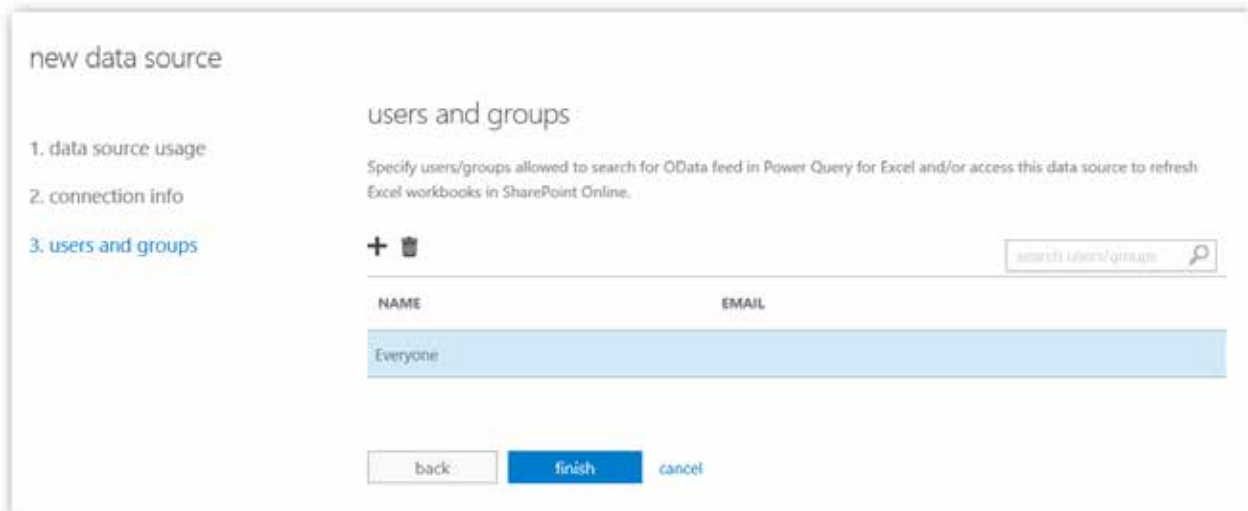 new data source
1. data source usage
2. connection info
3. users and groups
users and groups
Specify users/groups allowed to search for OData feed in Power Query for Excel and/or access this data source to refresh
Excel workbooks in SharePoint Online.
search users/groups
NAME EMAIL
Everyone
back finish cancel